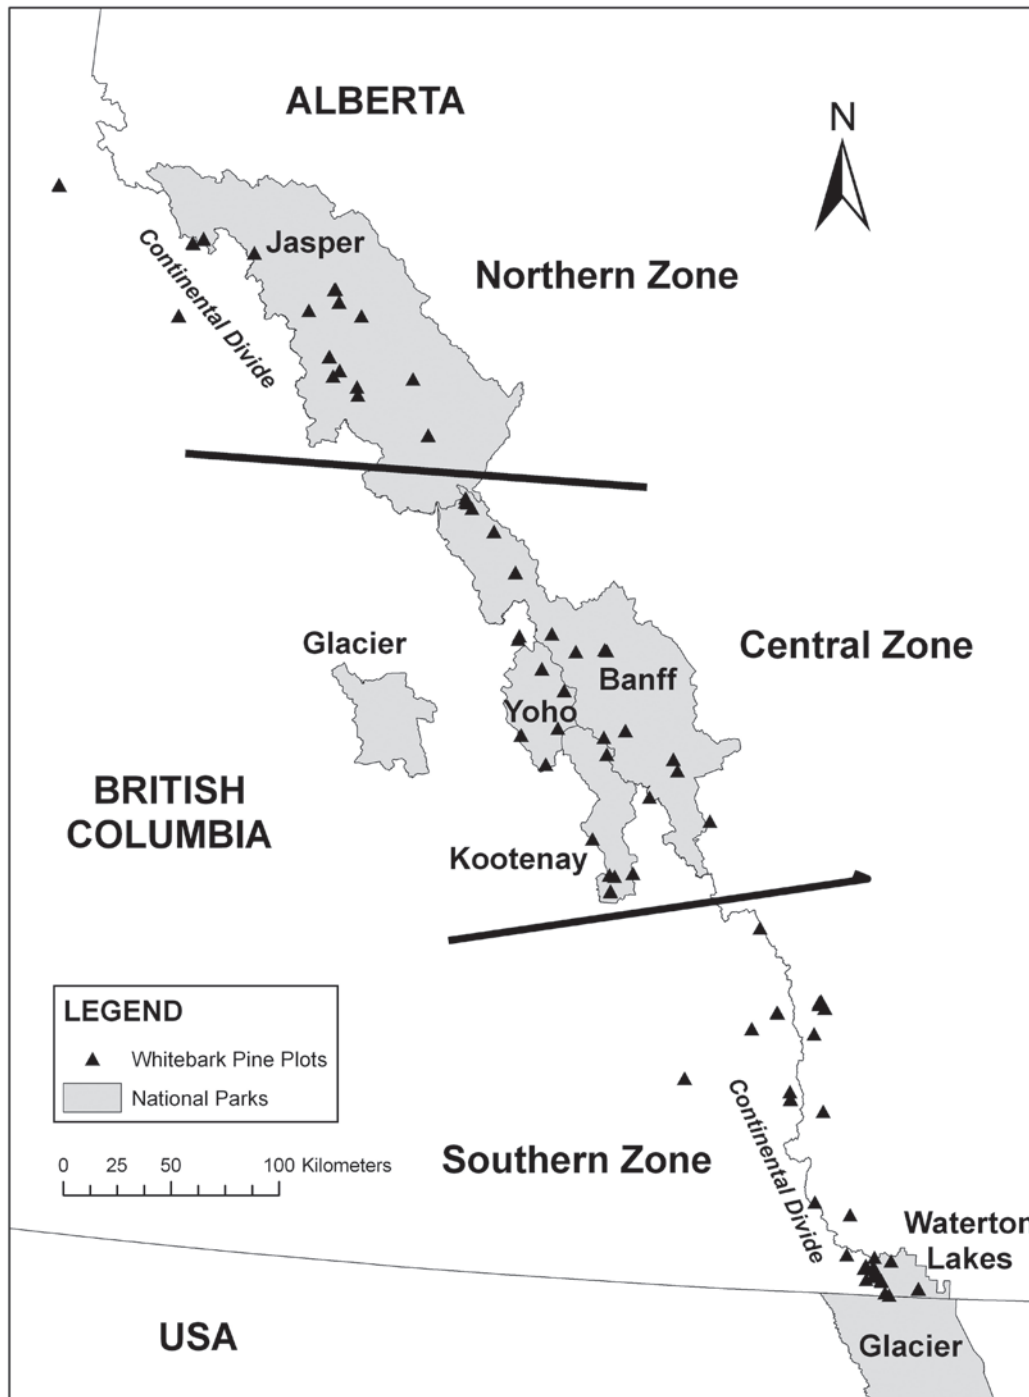 ALBERTA
N
Jasper
Northern Zone
Continental Divide
Glacier
Central Zone
Banff
Yoho
BRITISH
COLUMBIA
Kootenay
LEGEND
Whitebark Pine Plots
National Parks
0 25 50 100 Kilometers
Southern Zone
Continental Divide
Waterton
Lakes
USA
Glacier